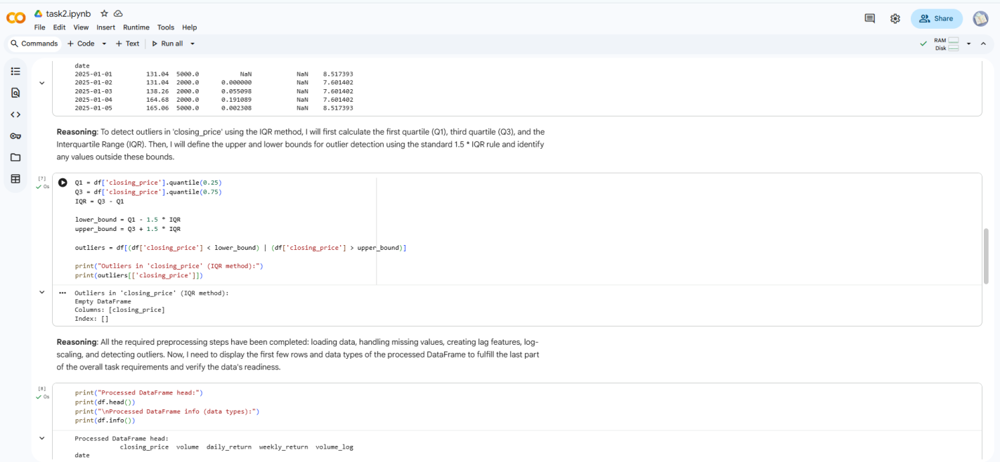 task2.ipynb
File Edit View Insert Runtime Tools Help
Share
Commands + Code + Text Run all
RAM
Disk
date
2025-01-01 131.04 5000.0 NaN NaN 8.517393
2025-01-02 131.04 2000.0 0.000000 NaN 7.601402
2025-01-03 138.26 2000.0 0.055098 NaN 7.601402
2025-01-04 164.68 2000.0 0.191089 NaN 7.601402
2025-01-05 165.06 5000.0 0.002308 NaN 8.517393
Reasoning: To detect outliers in 'closing_price' using the IQR method, I will first calculate the first quartile (Q1), third quartile (Q3), and the
Interquartile Range (IQR). Then, I will define the upper and lower bounds for outlier detection using the standard 1.5 * IQR rule and identify
any values outside these bounds.
[7]
0s
Q1 = df['closing_price'].quantile(0.25)
Q3 = df['closing_price'].quantile(0.75)
IQR = Q3 - Q1
lower_bound = Q1 - 1.5 * IQR
upper_bound = Q3 + 1.5 * IQR
outliers = df[(df['closing_price'] < lower_bound) | (df['closing_price'] > upper_bound)]
print("Outliers in 'closing_price' (IQR method):")
print(outliers[['closing_price']])
Outliers in 'closing_price' (IQR method):
Empty DataFrame
Columns: [closing_price]
Index: []
Reasoning: All the required preprocessing steps have been completed: loading data, handling missing values, creating lag features, log-
scaling, and detecting outliers. Now, I need to display the first few rows and data types of the processed DataFrame to fulfill the last part
of the overall task requirements and verify the data's readiness.
[8]
0s
print("Processed DataFrame head:")
print(df.head())
print("\nProcessed DataFrame info (data types):")
print(df.info())
Processed DataFrame head:
closing_price volume daily_return weekly_return volume_log
date